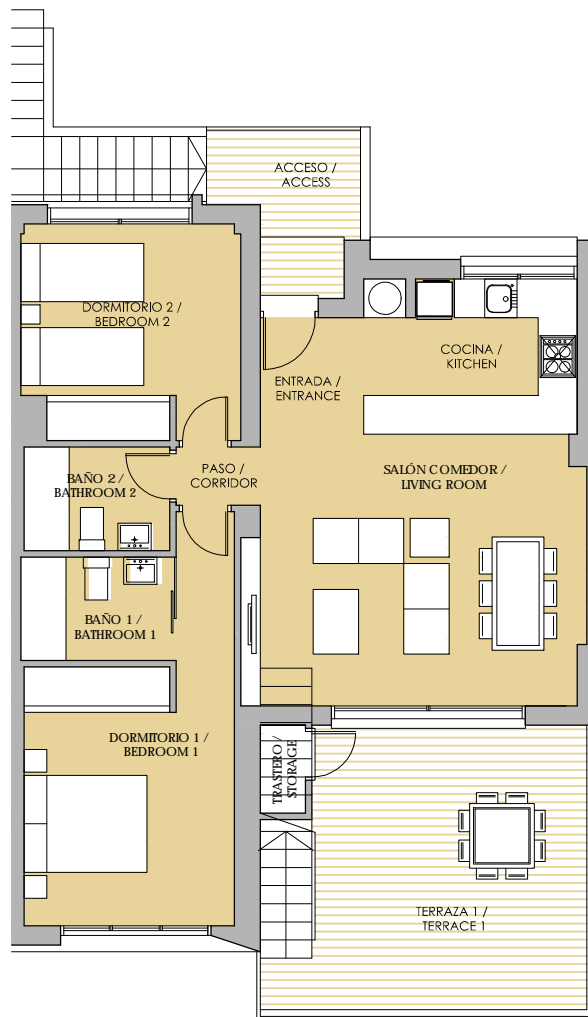 ACCESO /
ACCESS
DORMITORIO 2 /
BEDROOM 2
COCINA /
KITCHEN
ENTRADA /
ENTRANCE
BAÑO 2 /
BATHROOM 2
PASO /
CORRIDOR
SALÓN COMEDOR /
LIVING ROOM
BAÑO 1 /
BATHROOM 1
DORMITORIO 1 /
BEDROOM 1
TRASTERO /
STORAGE
TERRAZA 1 /
TERRACE 1